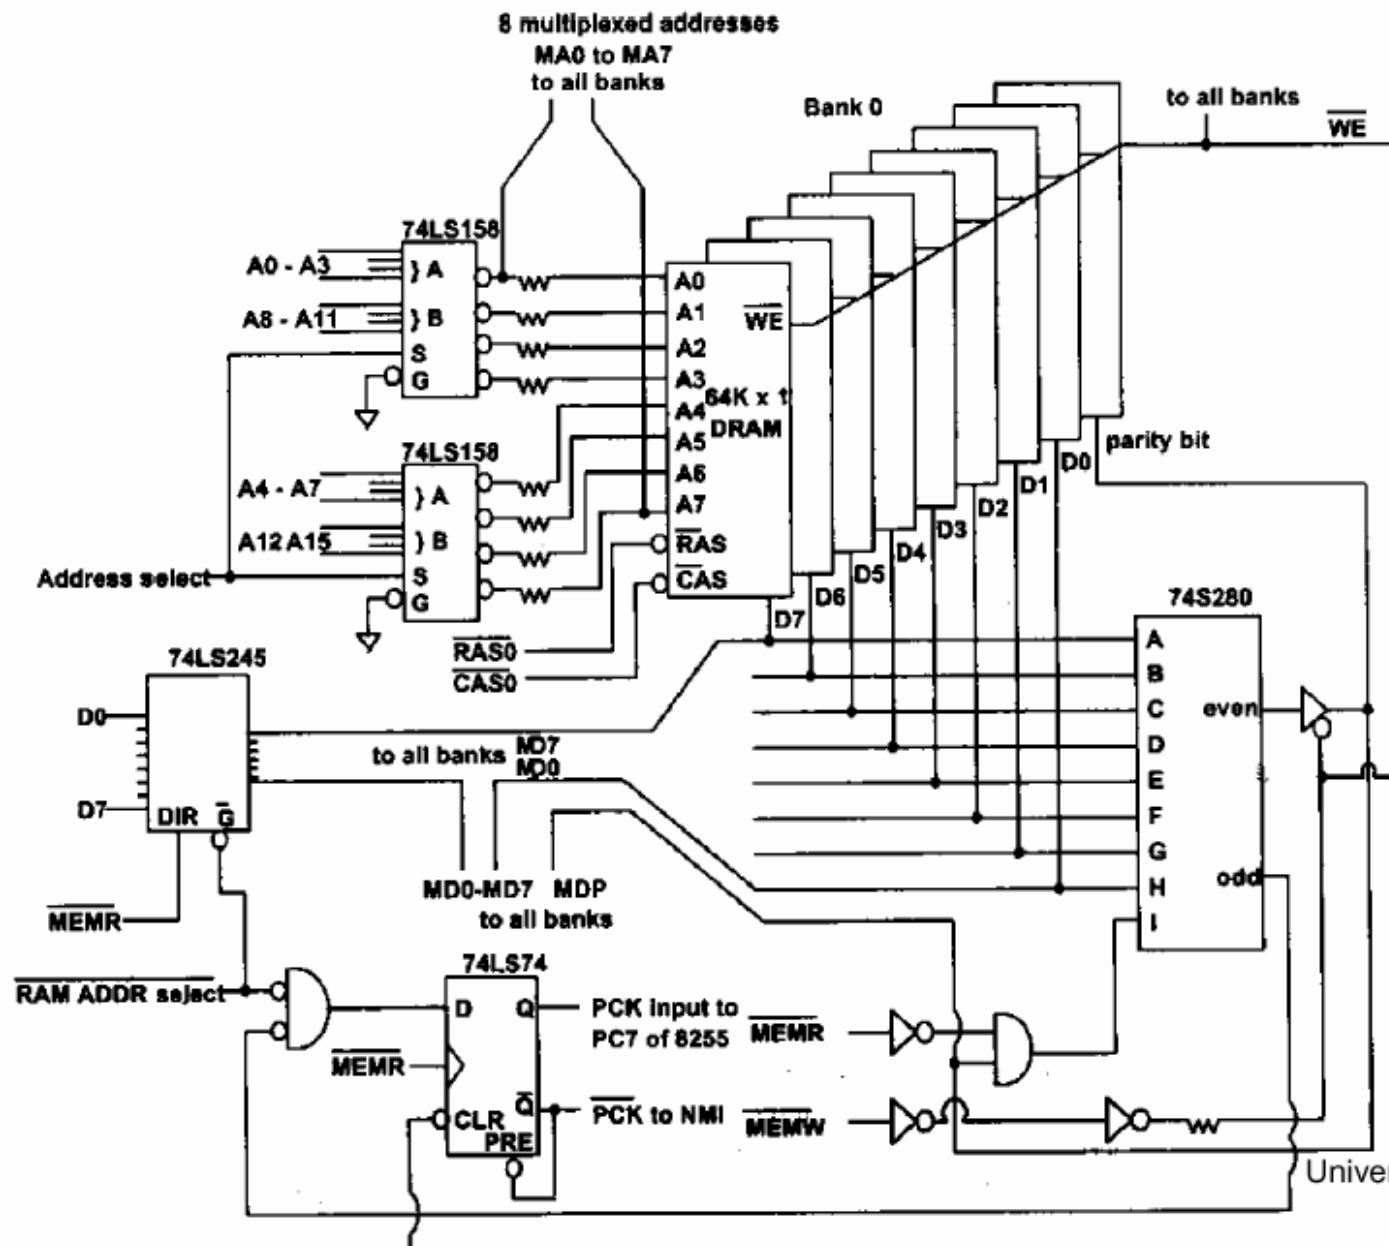 8 multiplexed addresses
MA0 to MA7
to all banks
Bank 0
to all banks
WE
74LS158
A0 - A3
} A
A8 - A11
} B
S
G
A0
A1
A2
A3
A4
A5
A6
A7
WE
64K x 1
DRAM
RAS
CAS
74LS158
A4 - A7
} A
A12 A15
} B
Address select
S
G
parity bit
D0
D1
D2
D3
D4
D5
D6
D7
RAS0
CAS0
74S280
A
B
C
D
E
F
G
H
I
even
odd
74LS245
D0
D7
DIR
G
to all banks
MD7
MD0
MEMR
MD0-MD7
MDP
to all banks
RAM ADDR select
74LS74
D
Q
PCK input to
PC7 of 8255
MEMR
MEMR
CLR
Q
PRE
PCK to NMI
MEMW
Univer